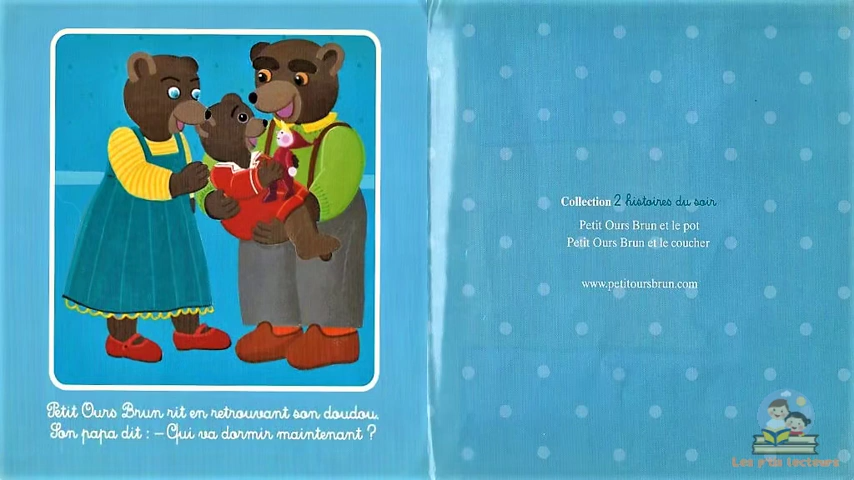 Petit Ours Brun rit en retrouvant son doudou.
Son papa dit : – Qui va dormir maintenant ?
Collection 2 histoires du soir
Petit Ours Brun et le pot
Petit Ours Brun et le coucher
www.petitoursbrun.com
Les p'tits lecteurs